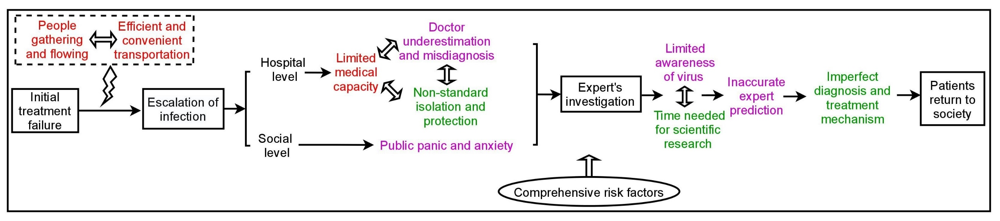 People
gathering
and flowing
Efficient and
convenient
transportation
Initial
treatment
failure
Escalation of
infection
Hospital
level
Limited
medical
capacity
Doctor
underestimation
and misdiagnosis
Non-standard
isolation and
protection
Social
level
Public panic and anxiety
Expert's
investigation
Limited
awareness
of virus
Time needed
for scientific
research
Inaccurate
expert
prediction
Imperfect
diagnosis and
treatment
mechanism
Patients
return to
society
Comprehensive risk factors